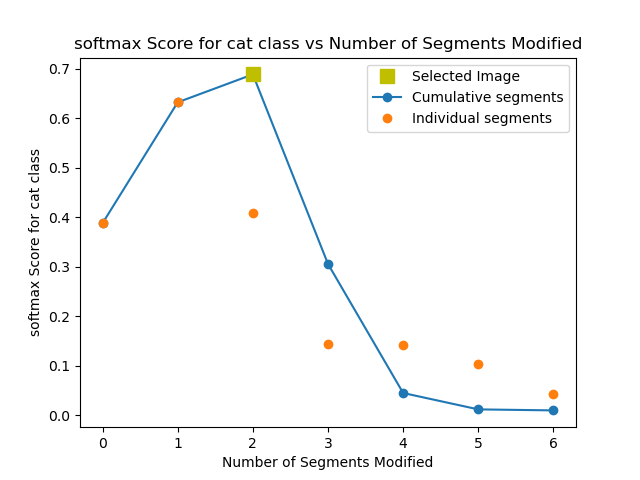 softmax Score for cat class vs Number of Segments Modified
softmax Score for cat class
0.7
0.6
0.5
0.4
0.3
0.2
0.1
0.0
Selected Image
Cumulative segments
Individual segments
0 1 2 3 4 5 6
Number of Segments Modified